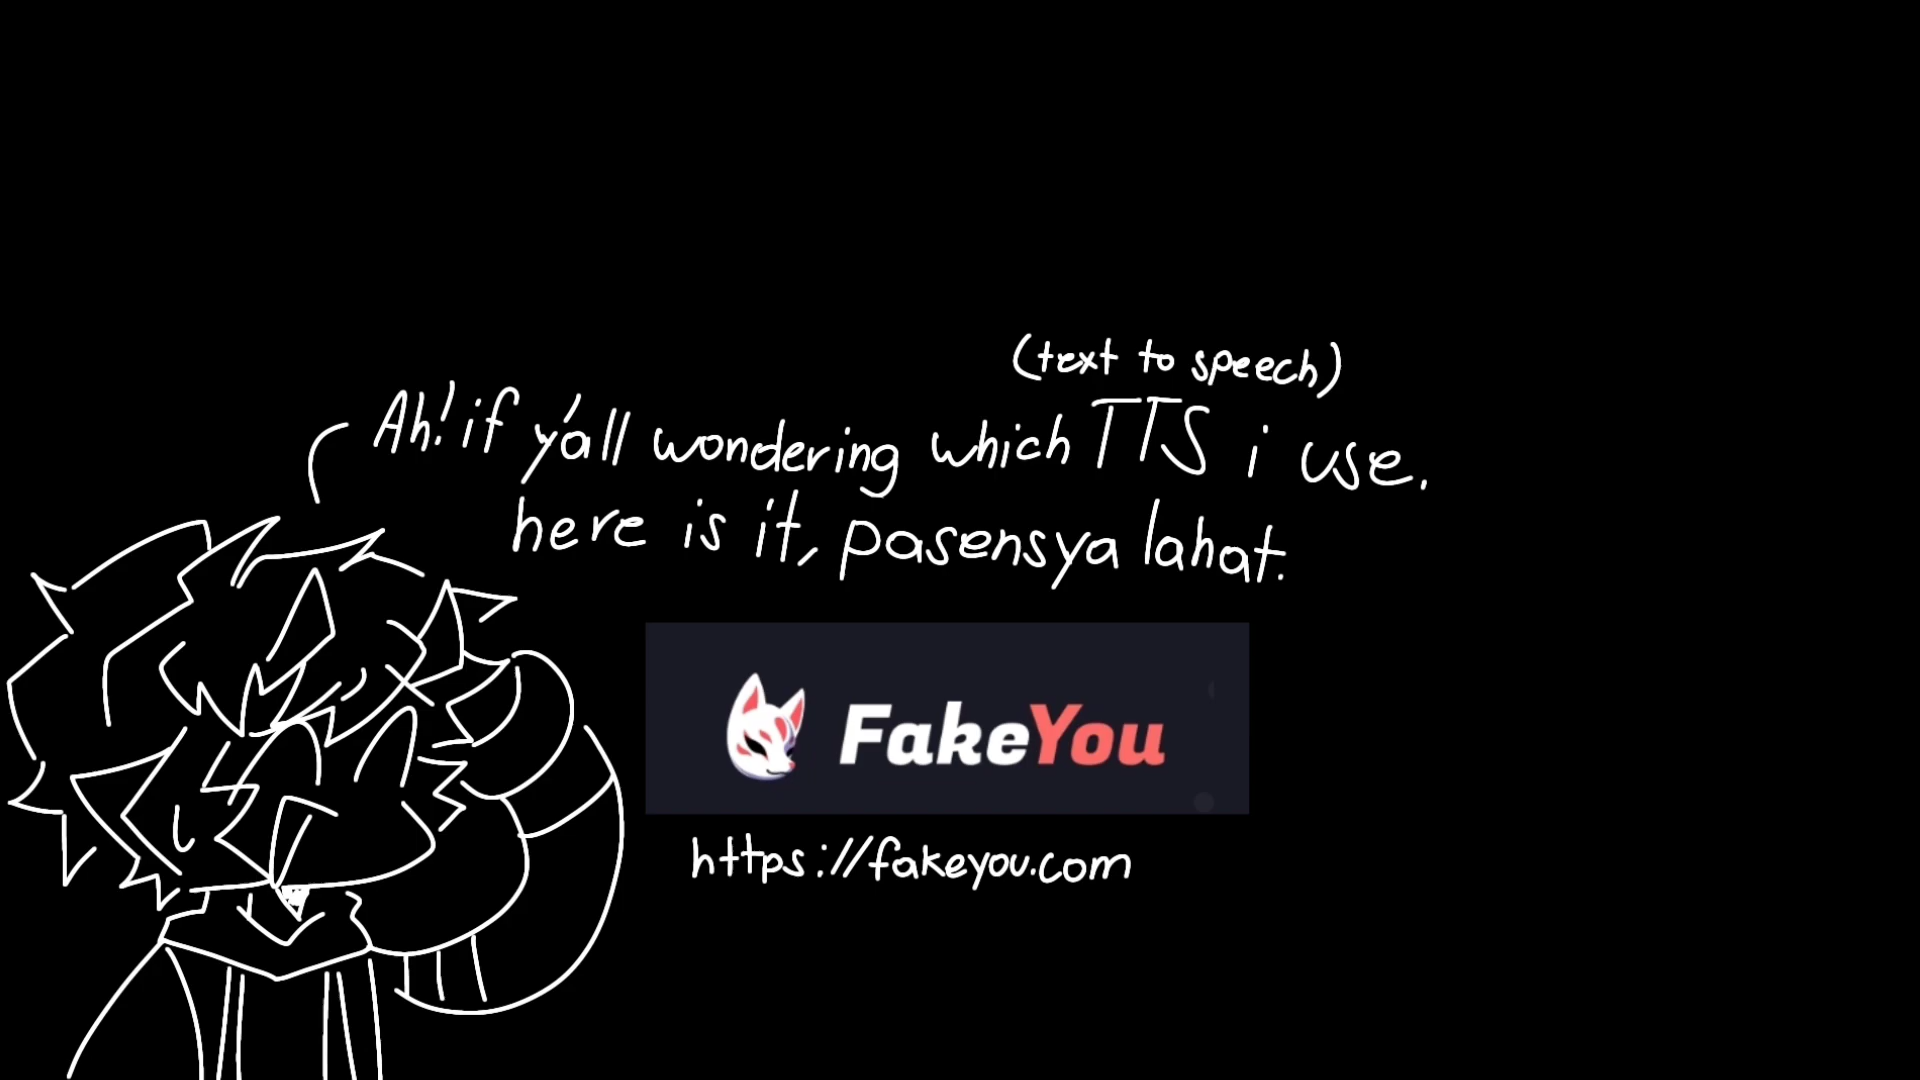 (text to speech)
Ah! if y'all wondering which TTS i use.
here is it, pasensya lahat.
FakeYou
https://fakeyou.com